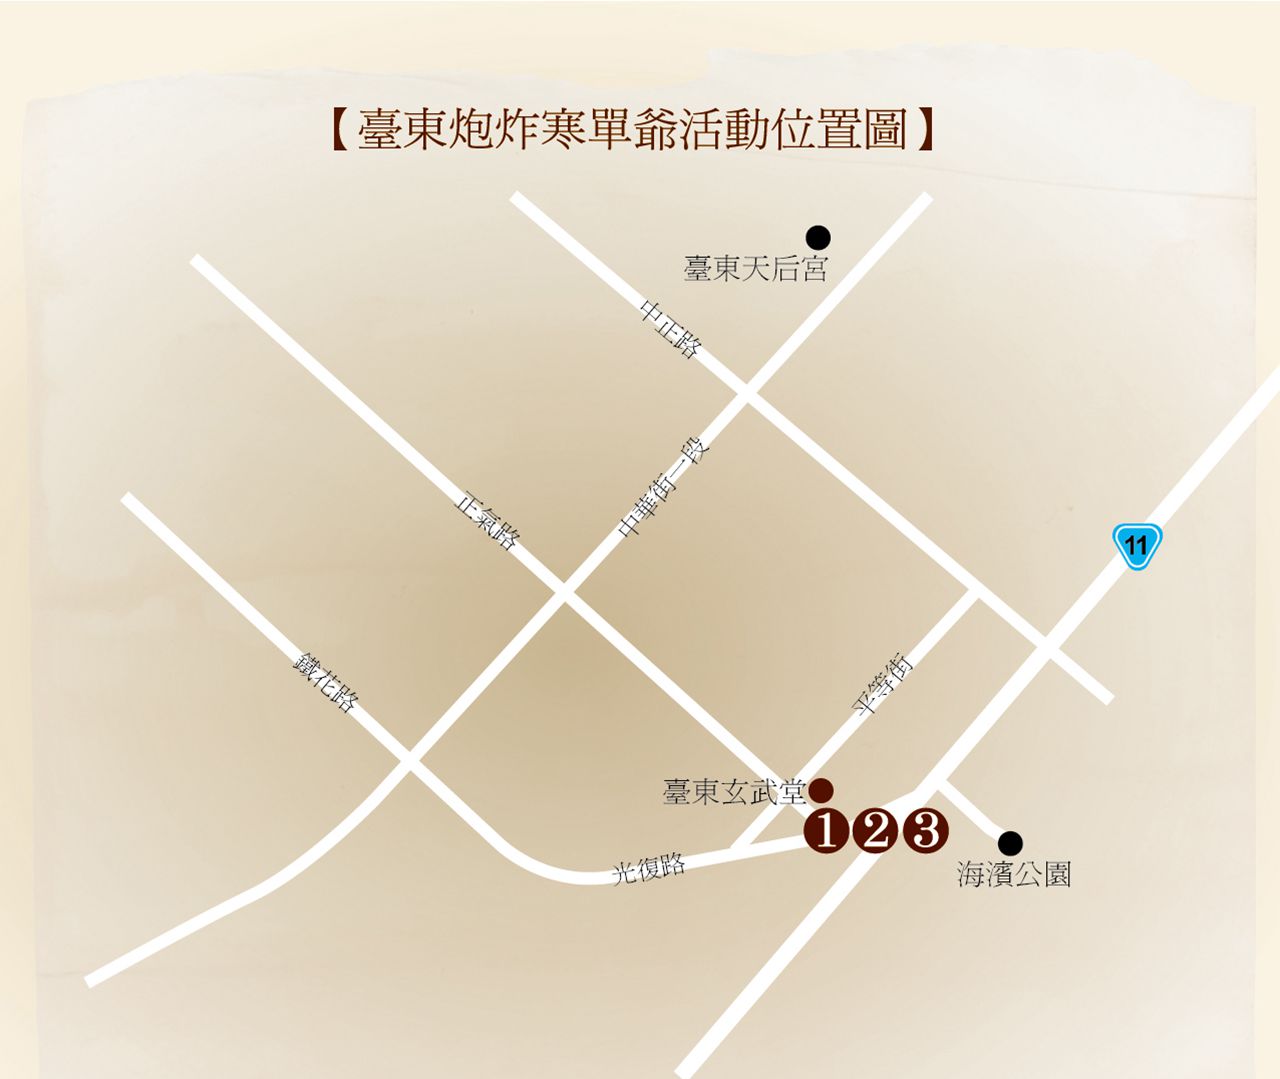 【臺東炮炸寒單爺活動位置圖】
臺東天后宮
中正路
中華街一段
正氣路
11
鐵花路
平等街
臺東玄武堂
1 2 3
光復路
海濱公園